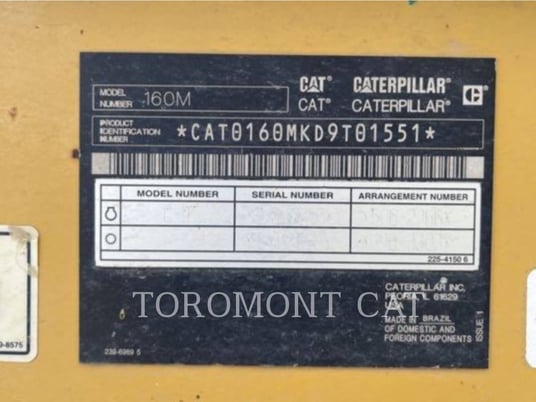 MODEL NUMBER 160M
CAT® CATERPILLAR®
CAT® CATERPILLAR® C
PRODUCT IDENTIFICATION NUMBER *CAT0160MKD9T01551*
MODEL NUMBER SERIAL NUMBER ARRANGEMENT NUMBER
225-4150 6
CATERPILLAR INC.
PEORIA, IL 61629
USA
MADE IN BRAZIL
OF DOMESTIC AND
FOREIGN COMPONENTS
ISSUE 1
239-6969 5
9-8575
TOROMONT CAT